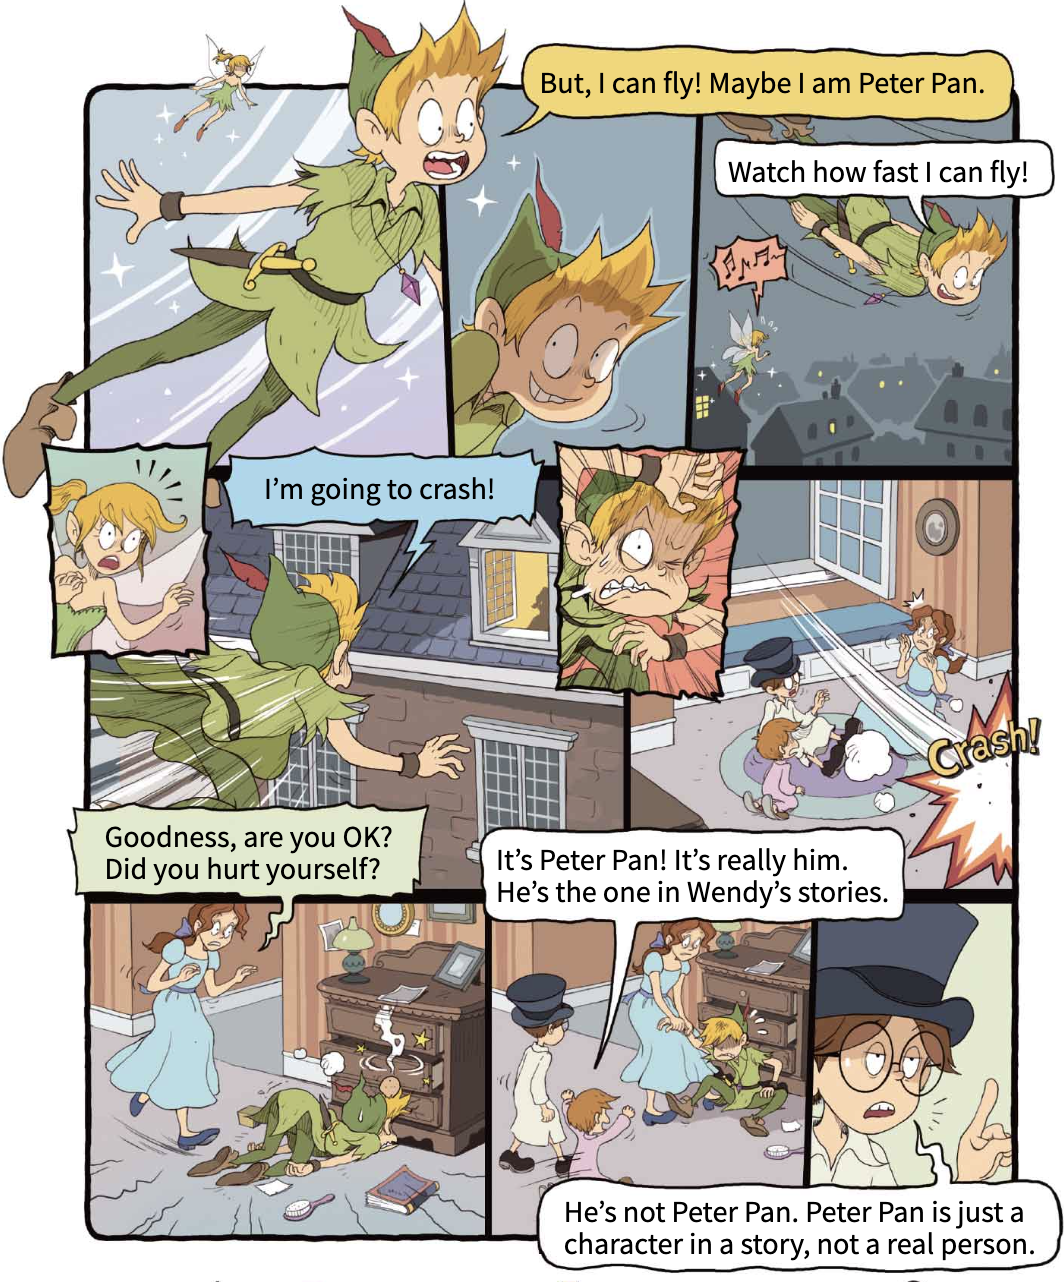 But, I can fly! Maybe I am Peter Pan.
Watch how fast I can fly!
I’m going to crash!
Crash!
Goodness, are you OK?
Did you hurt yourself?
It’s Peter Pan! It’s really him.
He’s the one in Wendy’s stories.
He’s not Peter Pan. Peter Pan is just a
character in a story, not a real person.